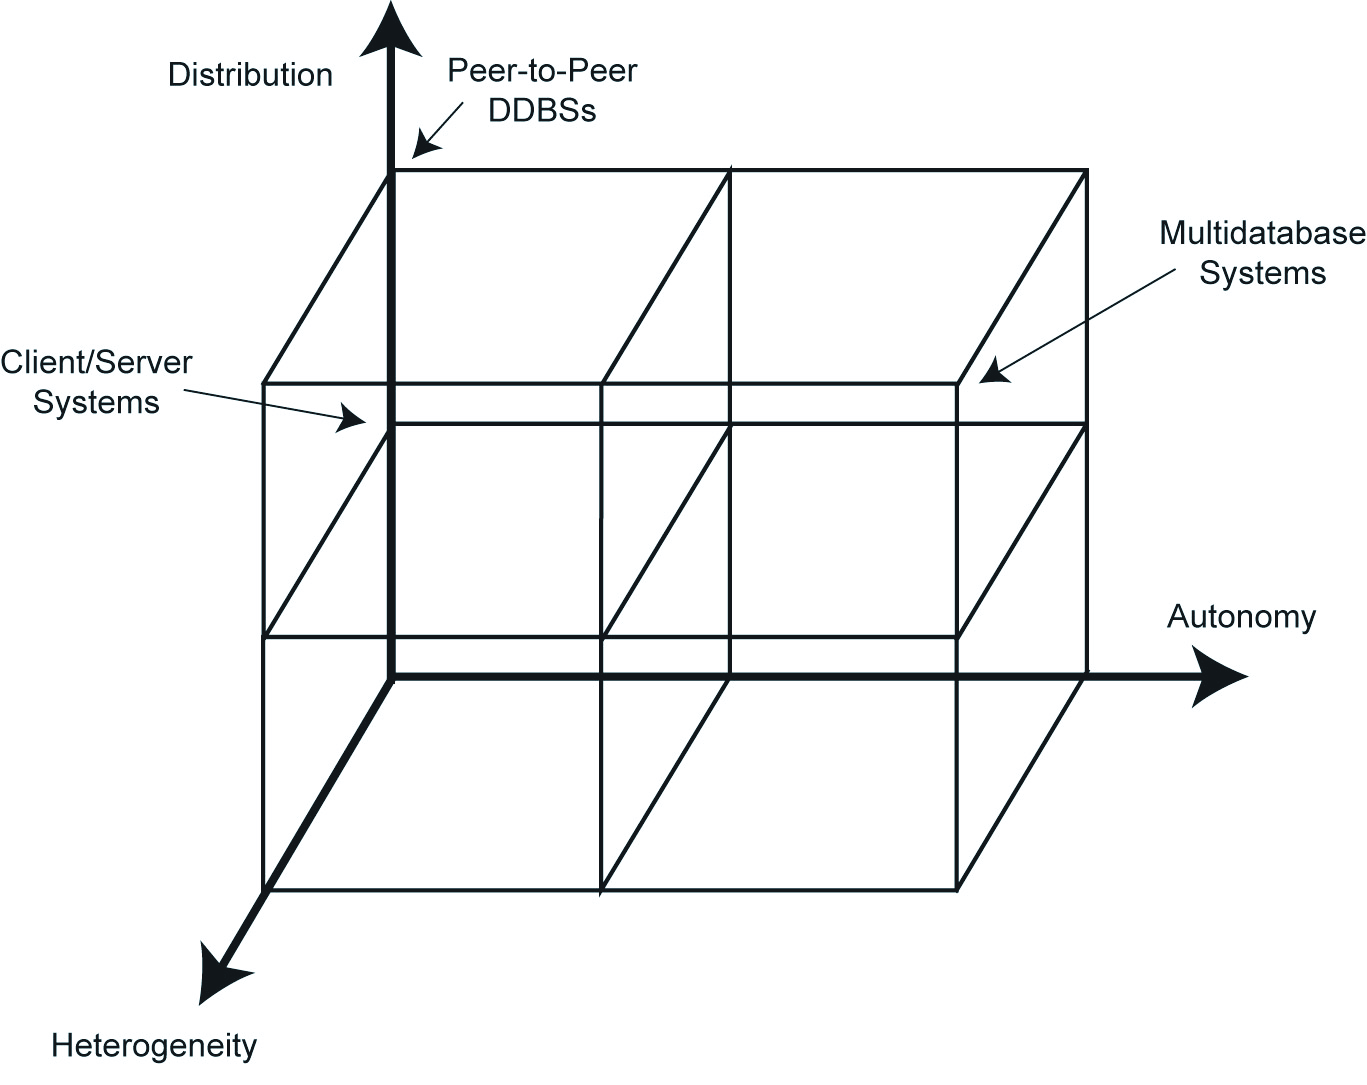 Distribution
Peer-to-Peer
DDBSs
Multidatabase
Systems
Client/Server
Systems
Autonomy
Heterogeneity